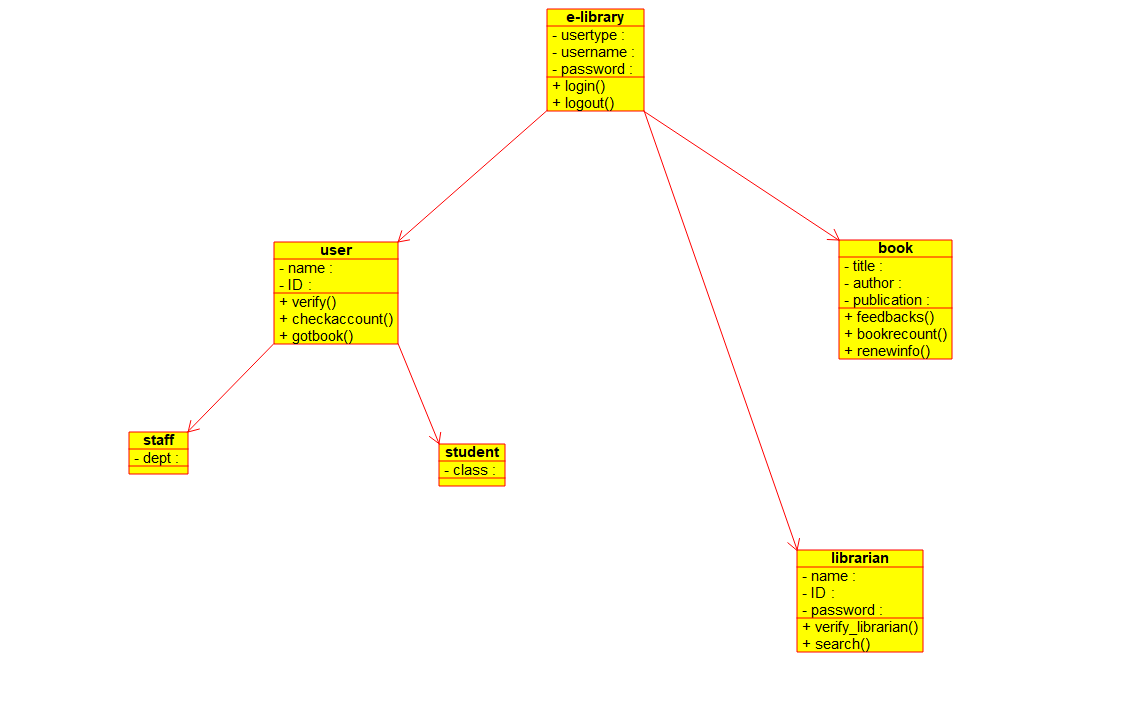 e-library
- usertype :
- username :
- password :
+ login()
+ logout()
user
- name :
- ID :
+ verify()
+ checkaccount()
+ gotbook()
book
- title :
- author :
- publication :
+ feedbacks()
+ bookrecount()
+ renewinfo()
staff
- dept :
student
- class :
librarian
- name :
- ID :
- password :
+ verify_librarian()
+ search()